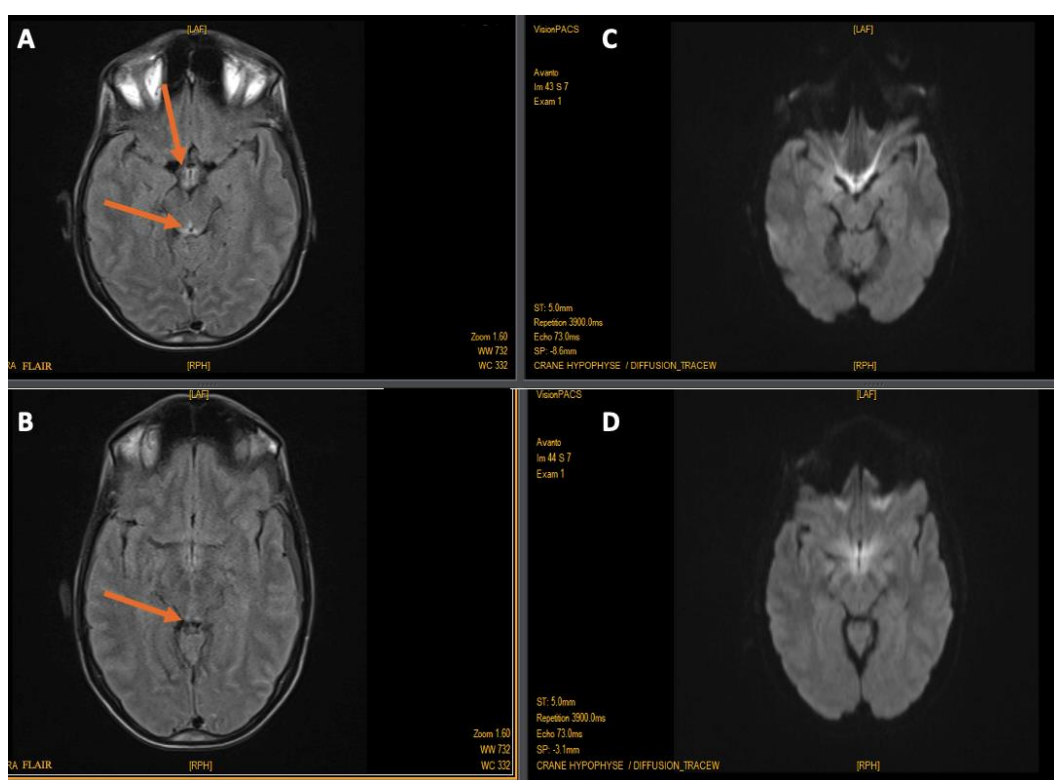 A
[LAF]
Zoom 1.60
WW 732
WC 332
RA FLAIR
[RPH]
VisionPACS
C
[LAF]
Avanto
Im 43 S 7
Exam 1
ST: 5.0mm
Repetition 3900.0ms
Echo 73.0ms
SP: -8.6mm
CRANE HYPOPHYSE / DIFFUSION_TRACEW
[RPH]
B
[LAF]
Zoom 1.60
WW 732
WC 332
RA FLAIR
[RPH]
VisionPACS
D
[LAF]
Avanto
Im 44 S 7
Exam 1
ST: 5.0mm
Repetition 3900.0ms
Echo 73.0ms
SP: -3.1mm
CRANE HYPOPHYSE / DIFFUSION_TRACEW
[RPH]